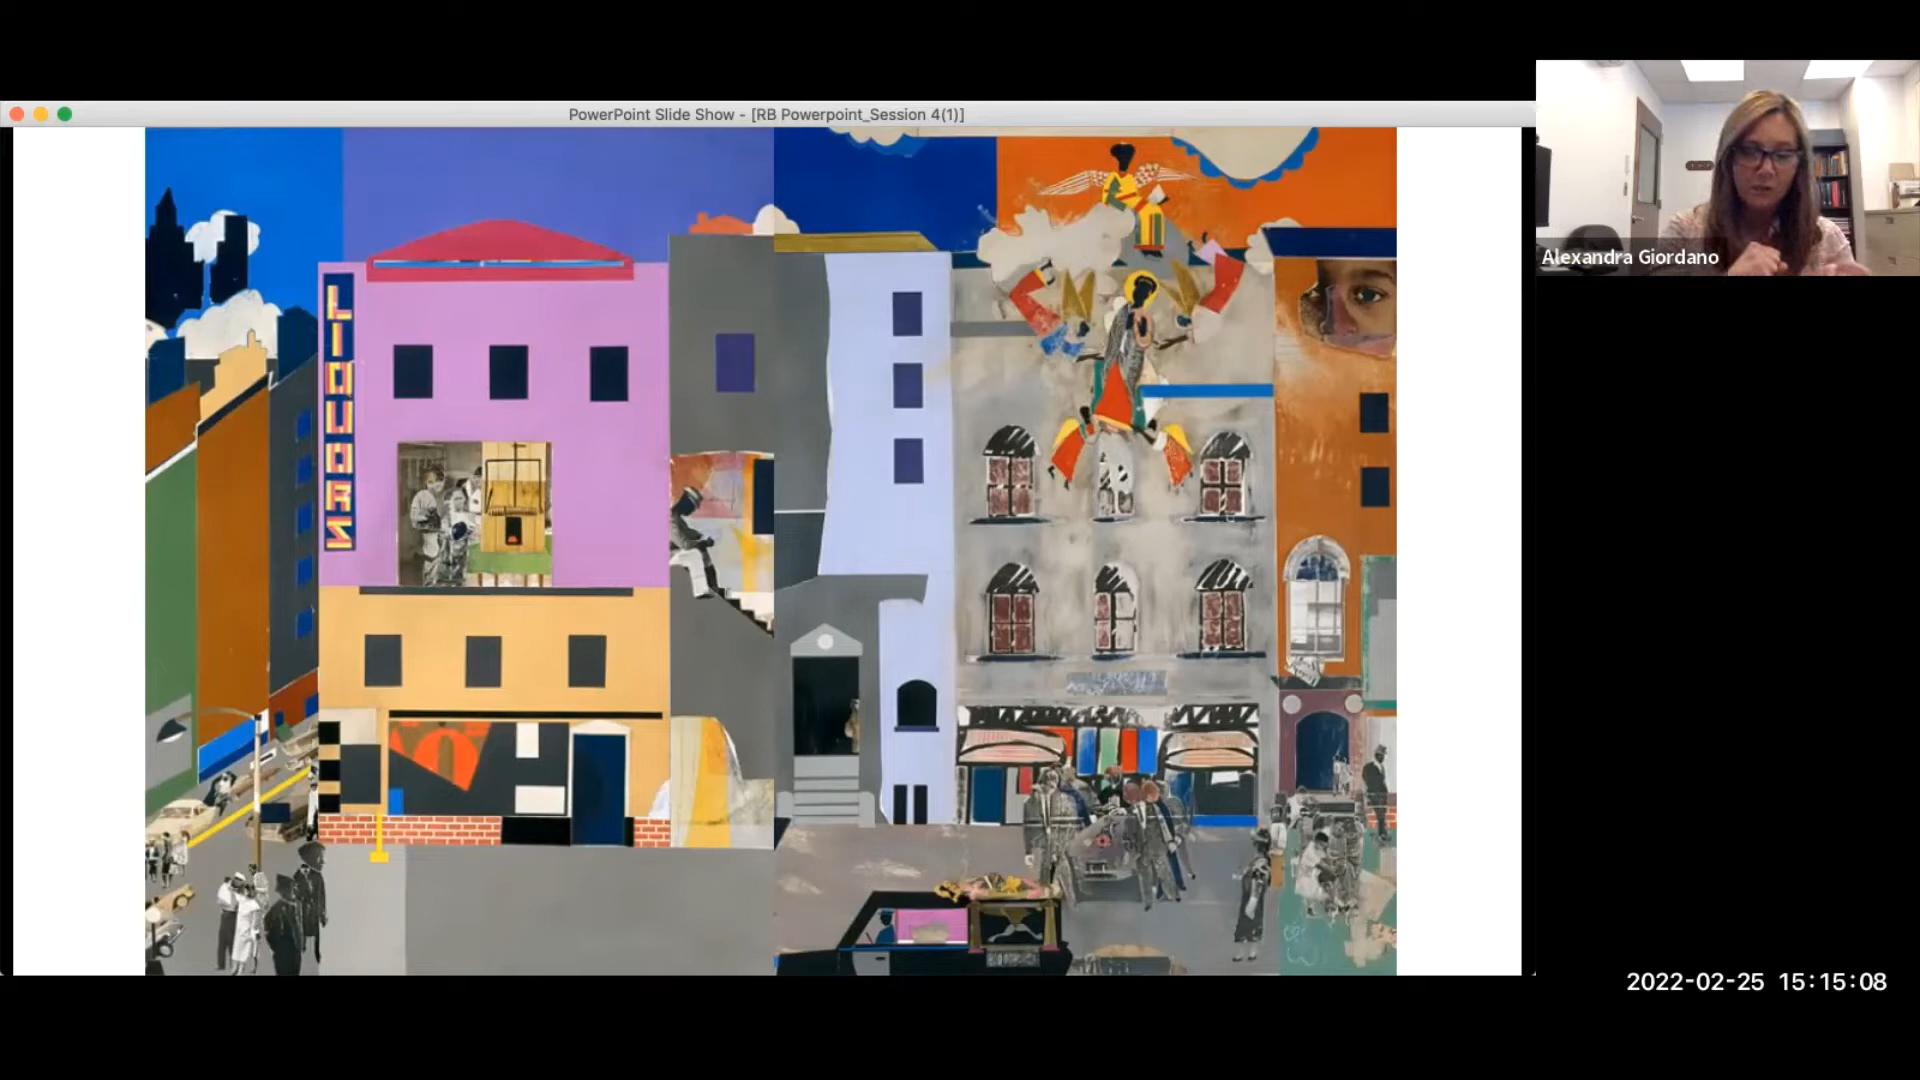 PowerPoint Slide Show - [RB Powerpoint_Session 4(1)]
Alexandra Giordano
LIQUORS
2022-02-25 15:15:08